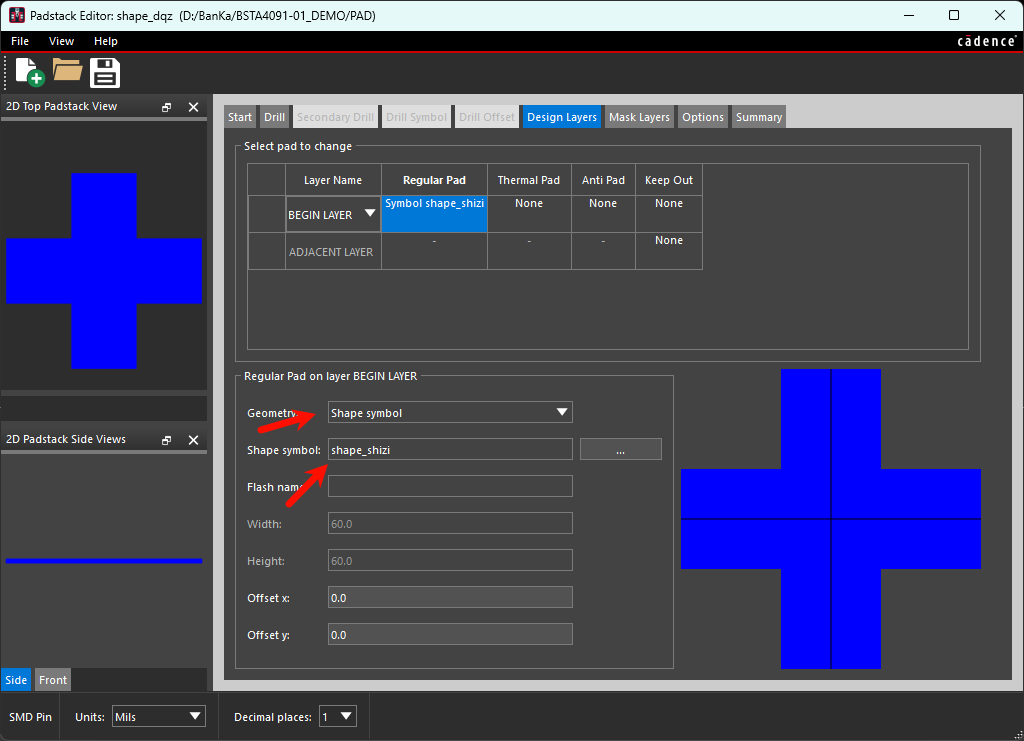 Padstack Editor: shape_dqz (D:/BanKa/BSTA4091-01_DEMO/PAD)
File View Help
cādence
2D Top Padstack View
Start Drill Secondary Drill Drill Symbol Drill Offset Design Layers Mask Layers Options Summary
Select pad to change
Layer Name Regular Pad Thermal Pad Anti Pad Keep Out
BEGIN LAYER Symbol shape_shizi None None None
ADJACENT LAYER - - - None
Regular Pad on layer BEGIN LAYER
Geometry: Shape symbol
2D Padstack Side Views
Shape symbol: shape_shizi ...
Flash name
Width: 60.0
Height: 60.0
Offset x: 0.0
Offset y: 0.0
Side Front
SMD Pin Units: Mils Decimal places: 1